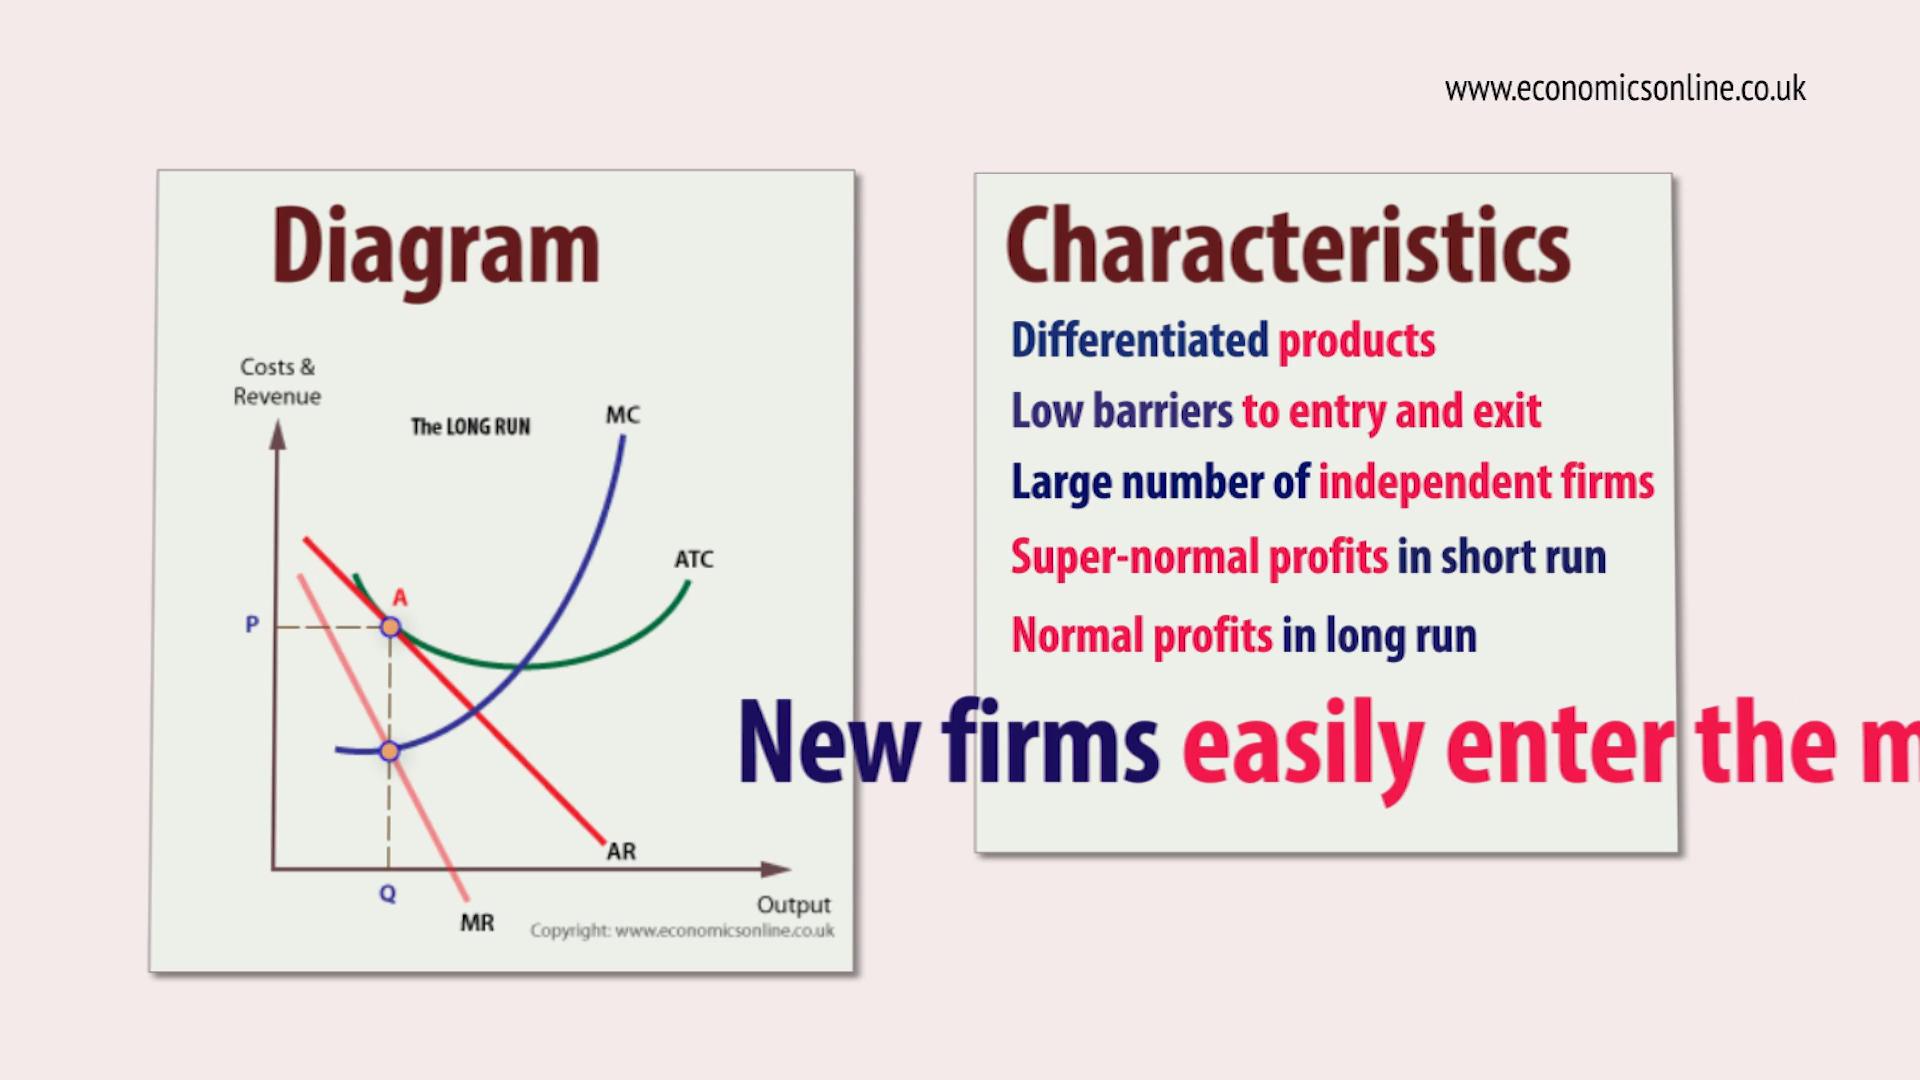 www.economicsonline.co.uk
Diagram
Costs &
Revenue
The LONG RUN
MC
ATC
A
P
AR
Q
Output
MR
Copyright: www.economicsonline.co.uk
Characteristics
Differentiated products
Low barriers to entry and exit
Large number of independent firms
Super-normal profits in short run
Normal profits in long run
New firms easily enter the